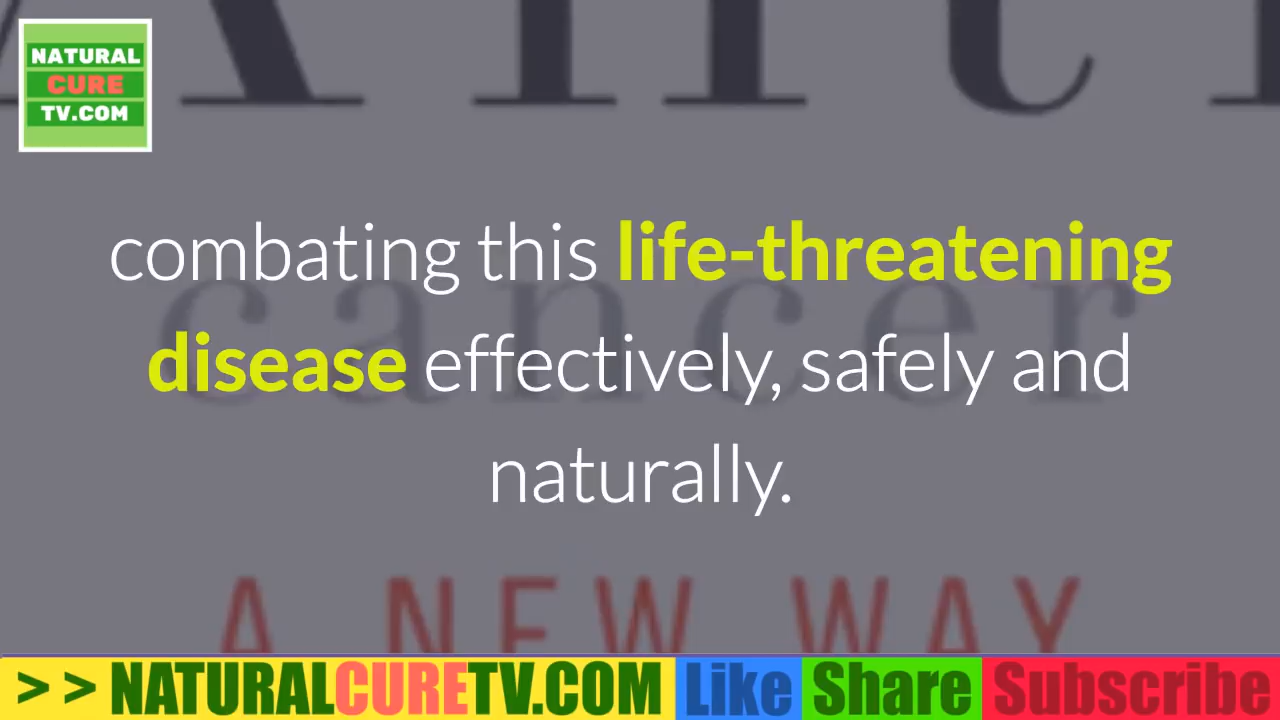 NATURAL
CURE
TV.COM
combating this life-threatening
cancer
disease effectively, safely and
naturally.
A NEW WAY
> > NATURALCURETV.COM Like Share Subscribe